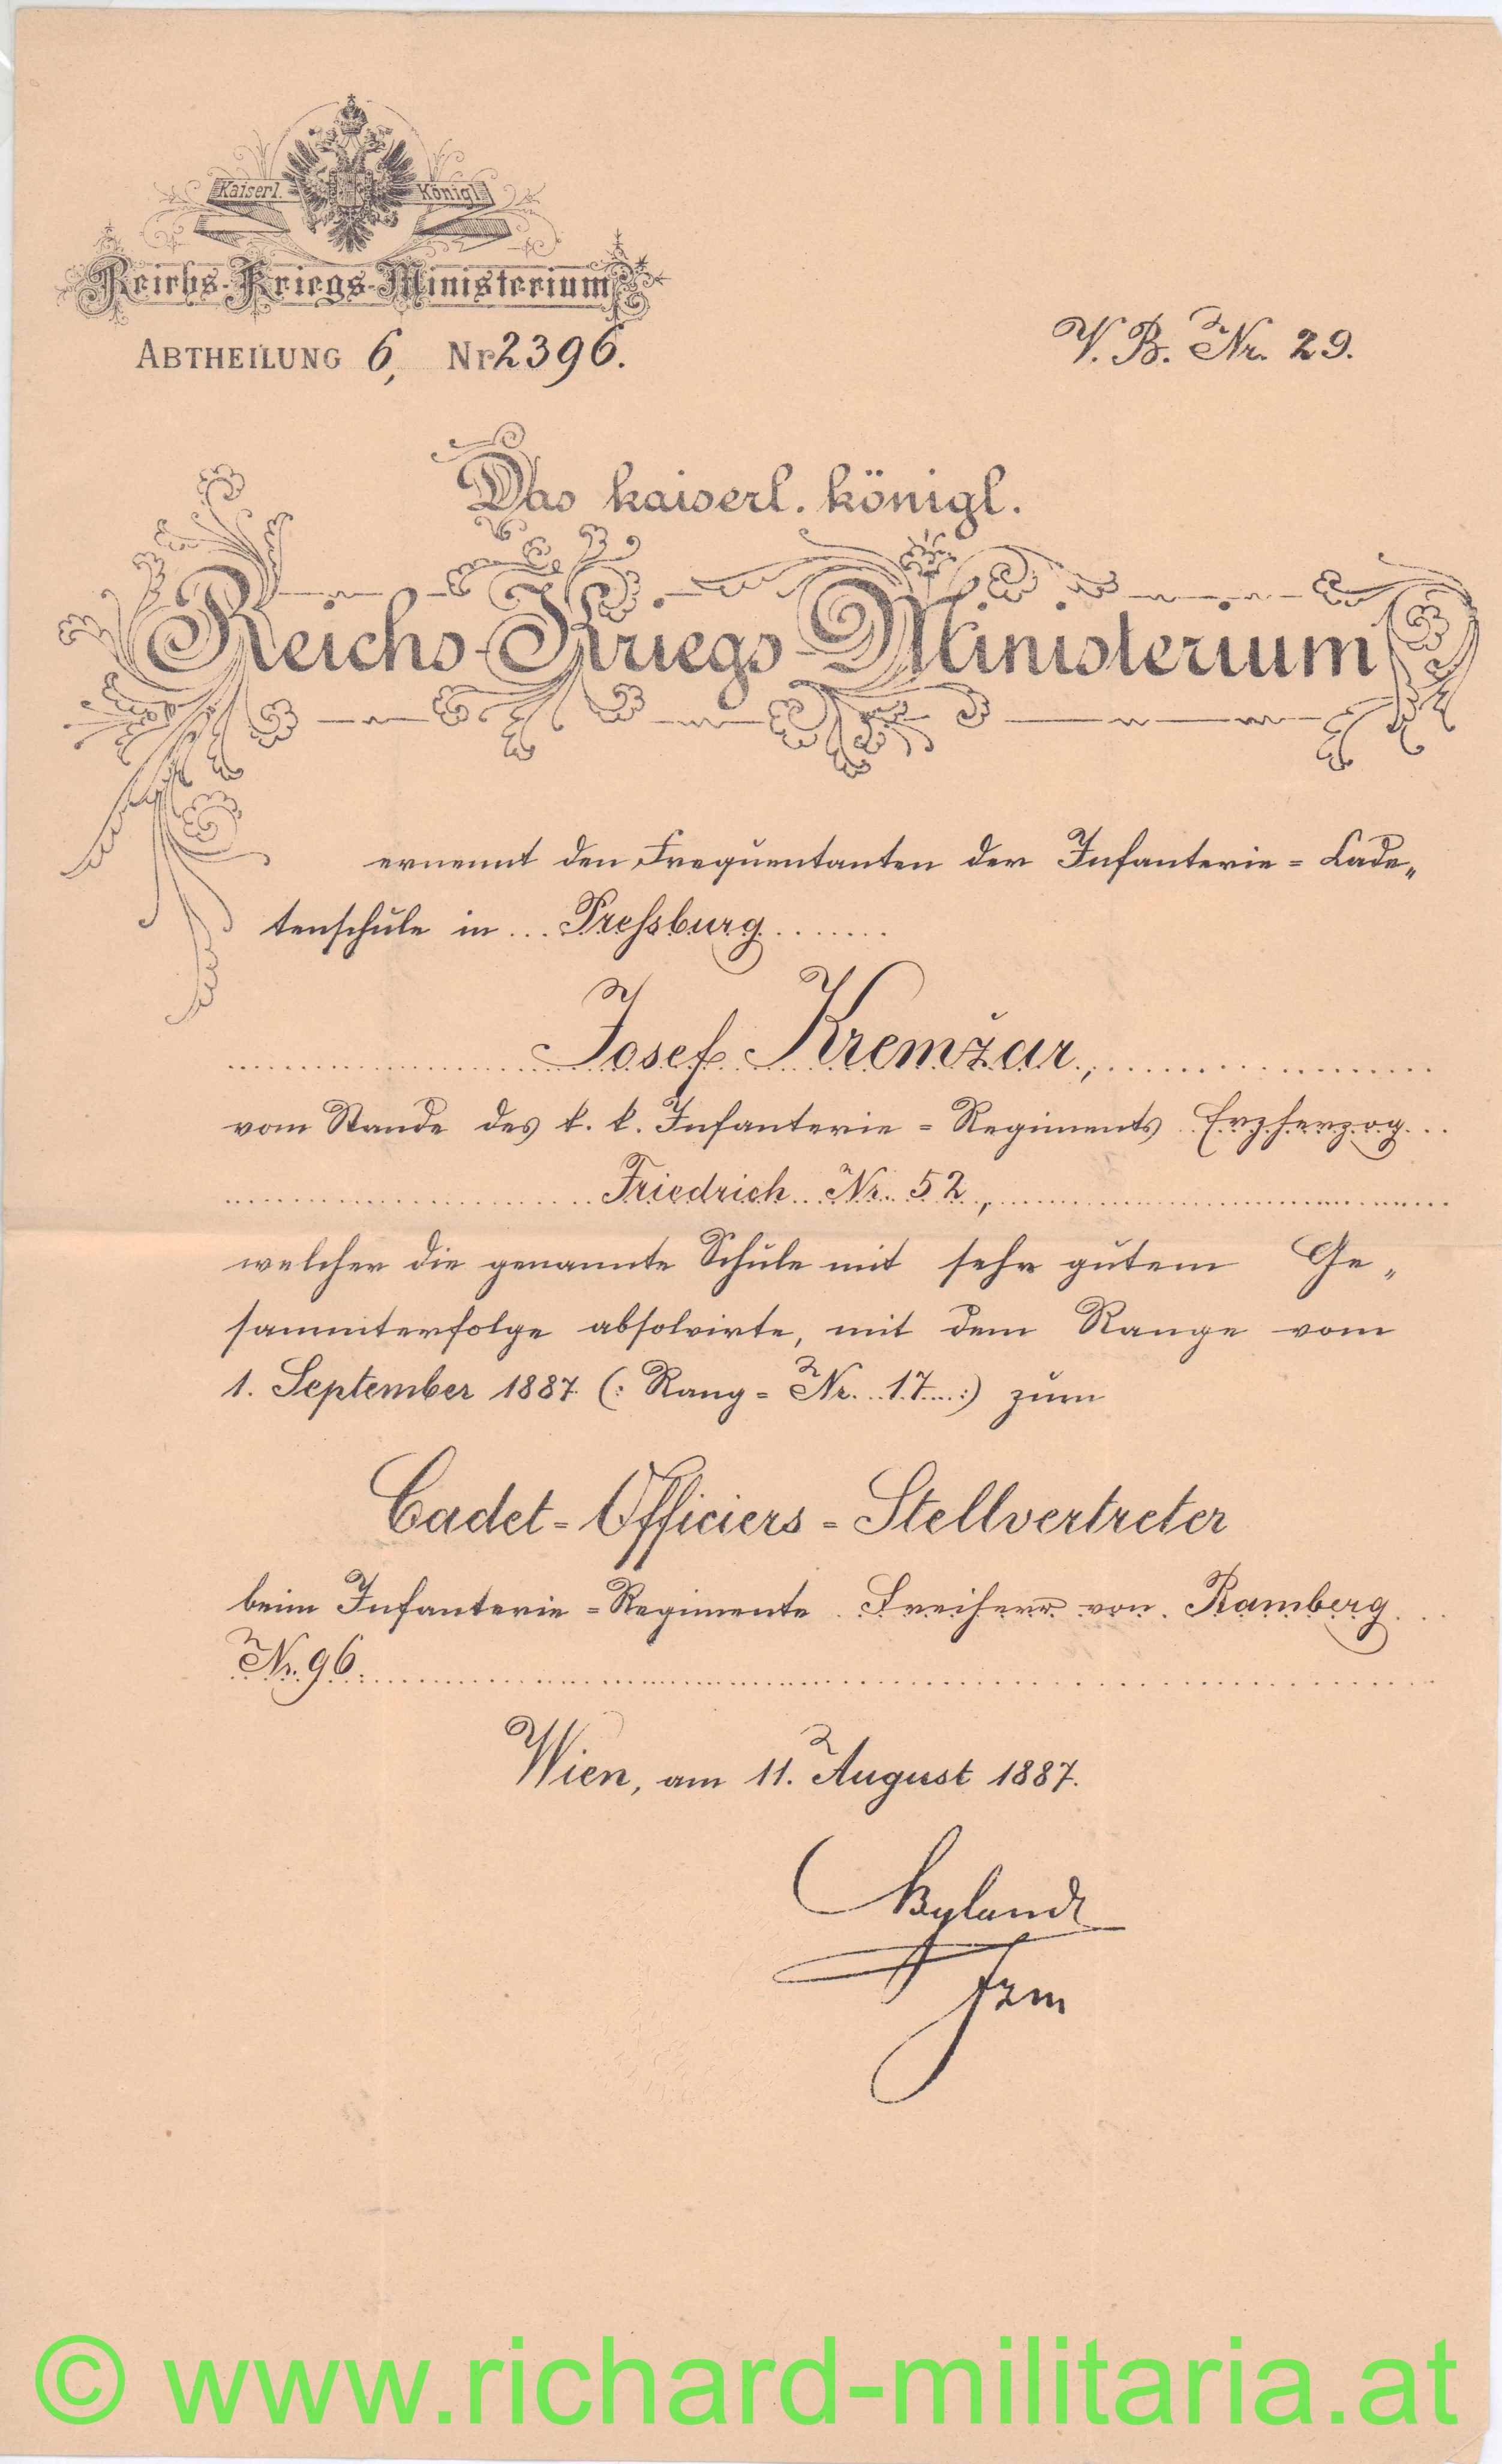 Kaiserl. Königl.
Reichs-Kriegs-Ministerium
ABTHEILUNG 6, Nr 2396.
V. B. Nr. 29.
Das kaiserl. königl.
Reichs-Kriegs-Ministerium
ernennt den Frequentanten der Infanterie=Cade„
tenschule in Preſsburg
Josef Kremžar,
vom Stande des k. k. Infanterie=Regiments Erzherzog
Friedrich Nr. 52,
welcher die genannte Schule mit sehr gutem Ge„
sammterfolge absolvirte, mit dem Range vom
1. September 1887 (: Rang=Nr. 17 :) zum
Cadet=Officiers=Stellvertreter
beim Infanterie=Regimente Freiherr von Ramberg
Nr. 96.
Wien, am 11. August 1887.
Bylandt
Fzm
© www.richard-militaria.at